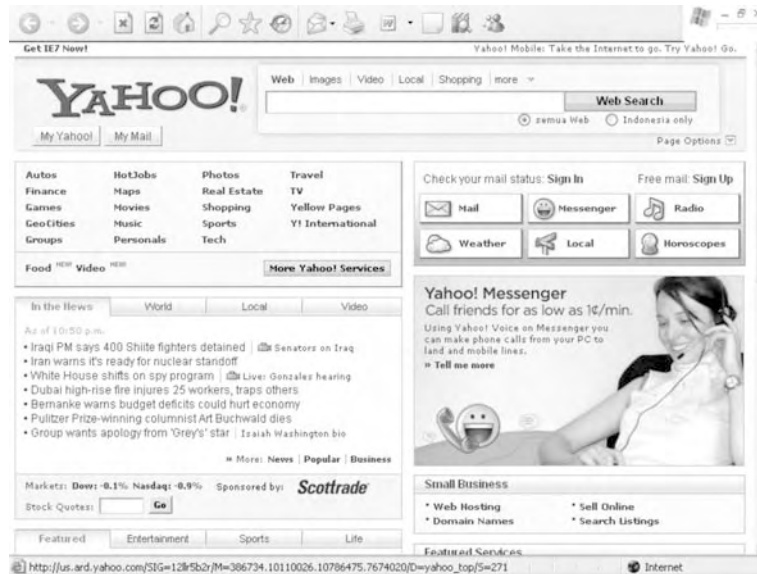 Get IE7 Now!
Yahoo! Mobile: Take the Internet to go. Try Yahoo! Go.
YAHOO!
My Yahoo! My Mail
Web | Images | Video | Local | Shopping | more
Web Search
semua Web Indonesia only
Page Options
Autos HotJobs Photos Travel
Finance Maps Real Estate TV
Games Movies Shopping Yellow Pages
GeoCities Music Sports Y! International
Groups Personals Tech
Food NEW! Video NEW! More Yahoo! Services
Check your mail status: Sign In Free mail: Sign Up
Mail Messenger Radio
Weather Local Horoscopes
In the News World Local Video
As of 10:50 p.m.
• Iraqi PM says 400 Shiite fighters detained | Senators on Iraq
• Iran warns it's ready for nuclear standoff
• White House shifts on spy program | Live: Gonzales hearing
• Dubai high-rise fire injures 25 workers, traps others
• Bernanke warns budget deficits could hurt economy
• Pulitzer Prize-winning columnist Art Buchwald dies
• Group wants apology from 'Grey's' star | Isaiah Washington bio
» More: News | Popular | Business
Markets: Dow: -0.1% Nasdaq: -0.9% Sponsored by: Scottrade
Stock Quotes: Go
Featured Entertainment Sports Life
Yahoo! Messenger
Call friends for as low as 1¢/min.
Using Yahoo! Voice on Messenger you
can make phone calls from your PC to
land and mobile lines.
» Tell me more
Small Business
• Web Hosting • Sell Online
• Domain Names • Search Listings
Featured Services
http://us.ard.yahoo.com/SIG=12llr5b2r/M=386734.10110026.10786475.7674020/D=yahoo_top/S=271 Internet